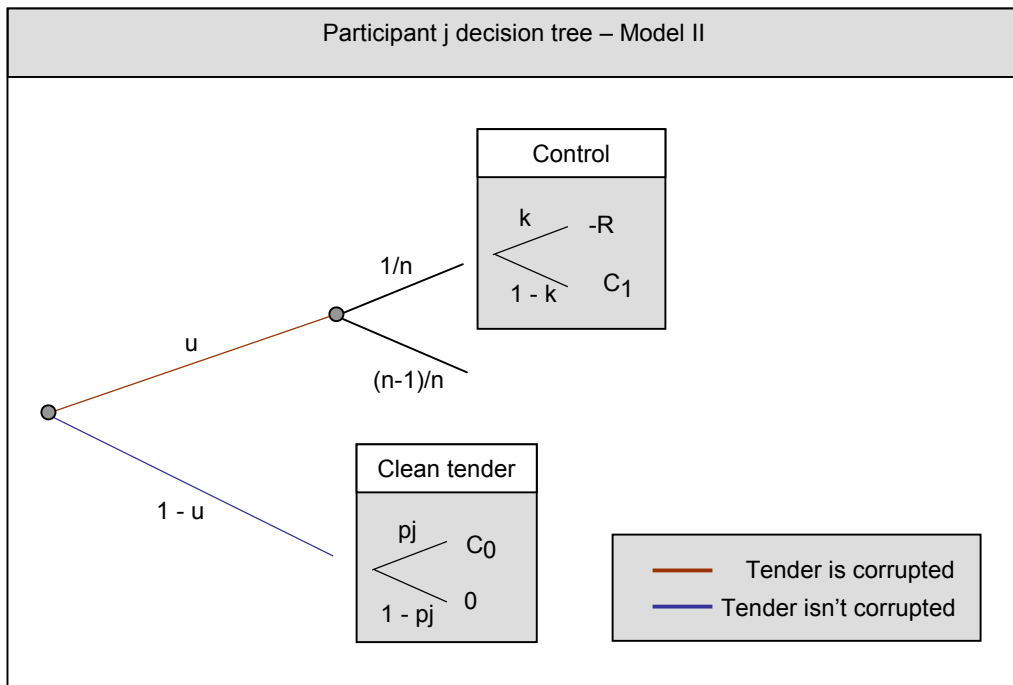 Participant j decision tree – Model II
Control
k
-R
1 - k
C1
1/n
(n-1)/n
u
1 - u
Clean tender
pj
C0
1 - pj
0
Tender is corrupted
Tender isn't corrupted